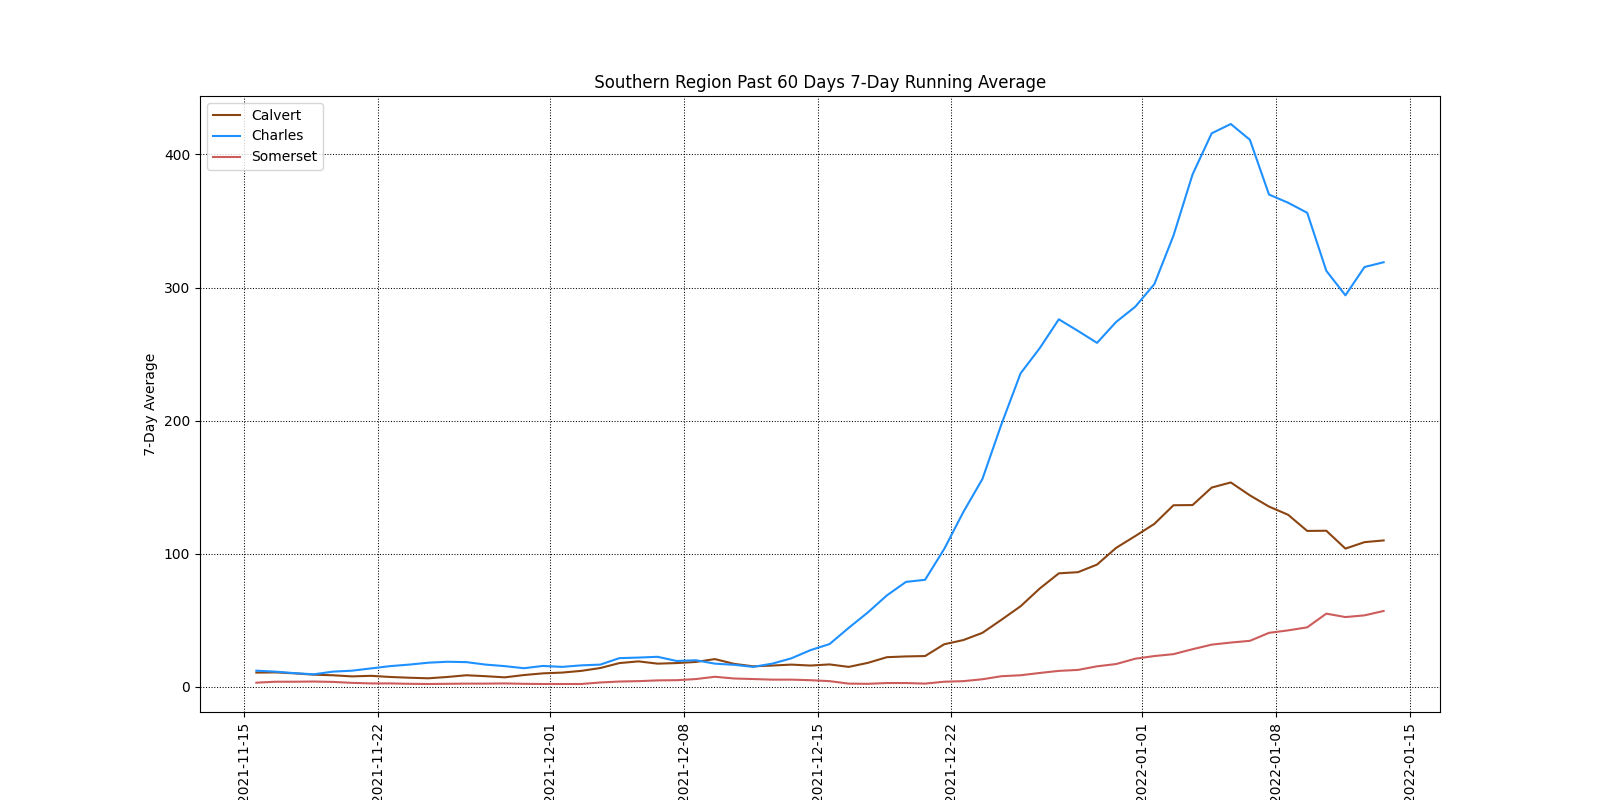 Southern Region Past 60 Days 7-Day Running Average
Calvert
Charles
Somerset
400
300
200
100
0
7-Day Average
2021-11-15
2021-11-22
2021-12-01
2021-12-08
2021-12-15
2021-12-22
2022-01-01
2022-01-08
2022-01-15